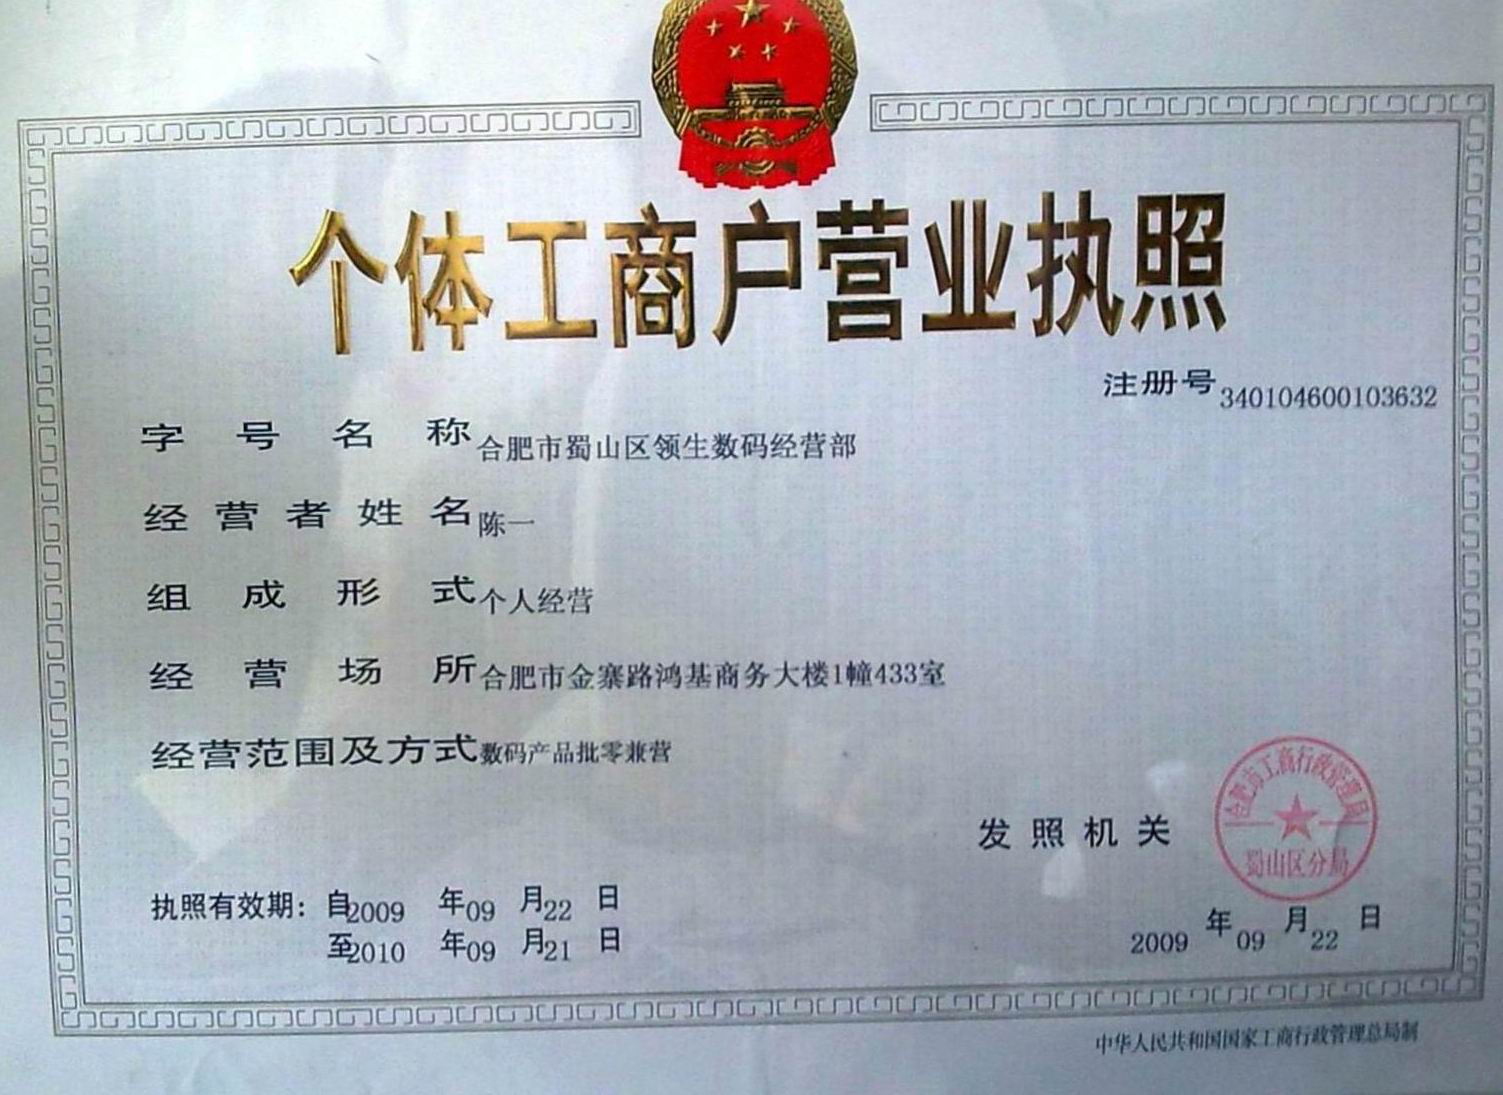 个体工商户营业执照
注册号 340104600103632
字号名称 合肥市蜀山区领生数码经营部
经营者姓名 陈一
组成形式 个人经营
经营场所 合肥市金寨路鸿基商务大楼1幢433室
经营范围及方式 数码产品批零兼营
合肥市工商行政管理局
蜀山区分局
发照机关
执照有效期：自2009年09月22日
至2010年09月21日
2009年09月22日
中华人民共和国国家工商行政管理总局制